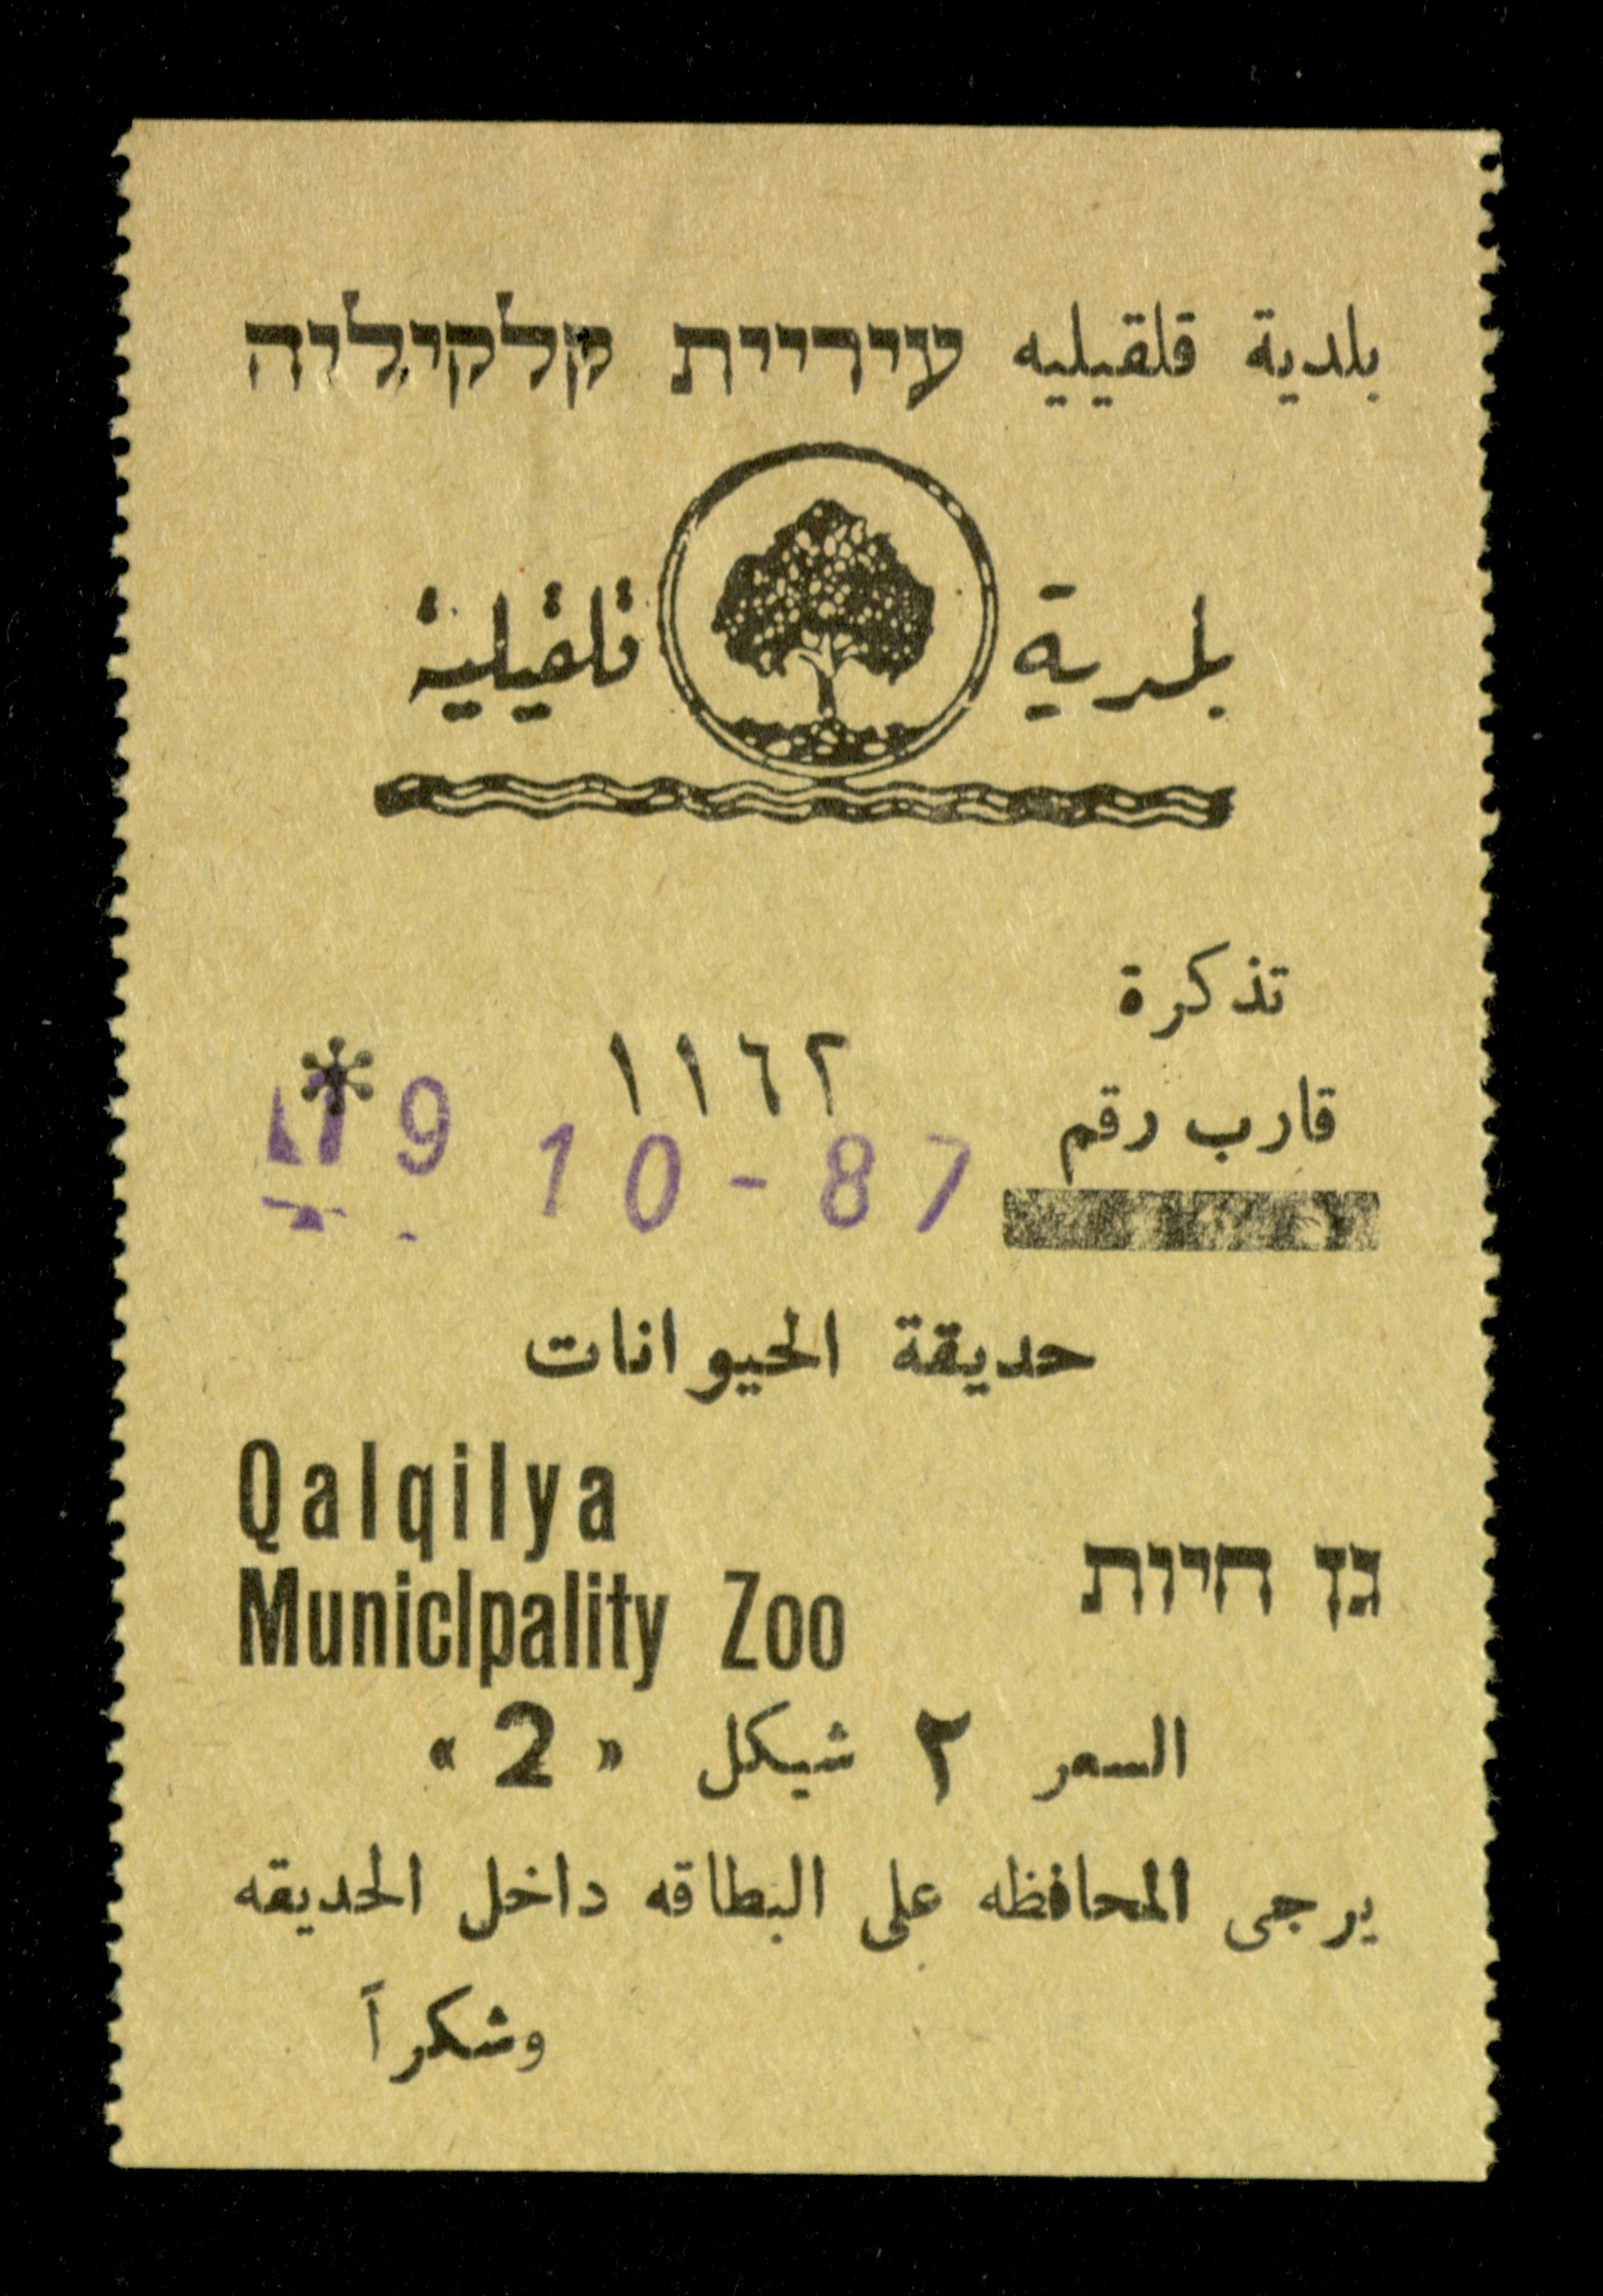 بلدية قلقيليه עיריית קלקיליה
بلدية قلقيلية
تذكرة
١١٦٢
قارب رقم
19 10-87
حديقة الحيوانات
Qalqilya
גן חיות
Municlpality Zoo
السعر ٢ شيكل « 2 »
يرجى المحافظه على البطاقه داخل الحديقه
وشكراً